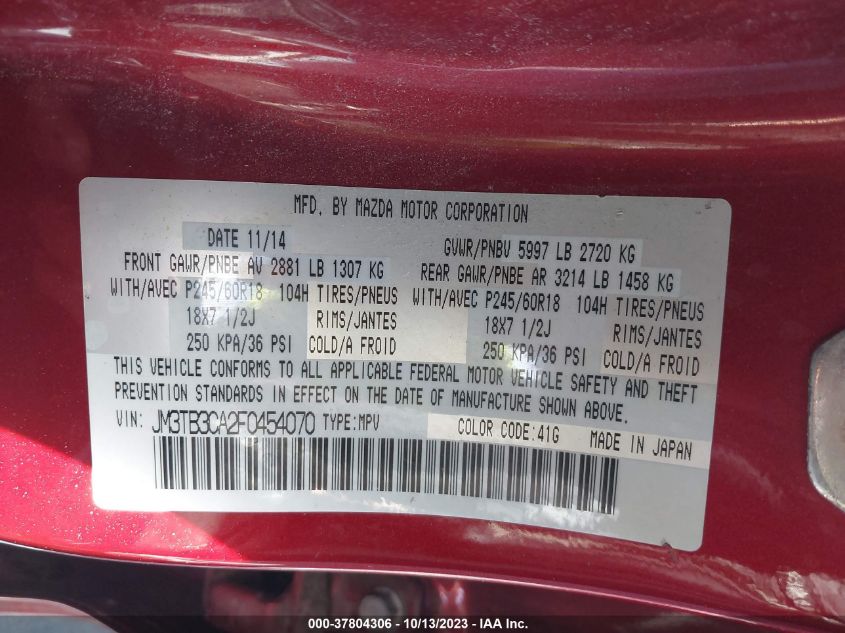 MFD. BY MAZDA MOTOR CORPORATION
DATE 11/14 GVWR/PNBV 5997 LB 2720 KG
FRONT GAWR/PNBE AV 2881 LB 1307 KG REAR GAWR/PNBE AR 3214 LB 1458 KG
WITH/AVEC P245/60R18 104H TIRES/PNEUS WITH/AVEC P245/60R18 104H TIRES/PNEUS
18X7 1/2J RIMS/JANTES 18X7 1/2J RIMS/JANTES
250 KPA/36 PSI COLD/A FROID 250 KPA/36 PSI COLD/A FROID
THIS VEHICLE CONFORMS TO ALL APPLICABLE FEDERAL MOTOR VEHICLE SAFETY AND THEFT
PREVENTION STANDARDS IN EFFECT ON THE DATE OF MANUFACTURE SHOWN ABOVE.
VIN: JM3TB3CA2F0454070 TYPE:MPV COLOR CODE:41G MADE IN JAPAN
000-37804306 - 10/13/2023 - IAA Inc.